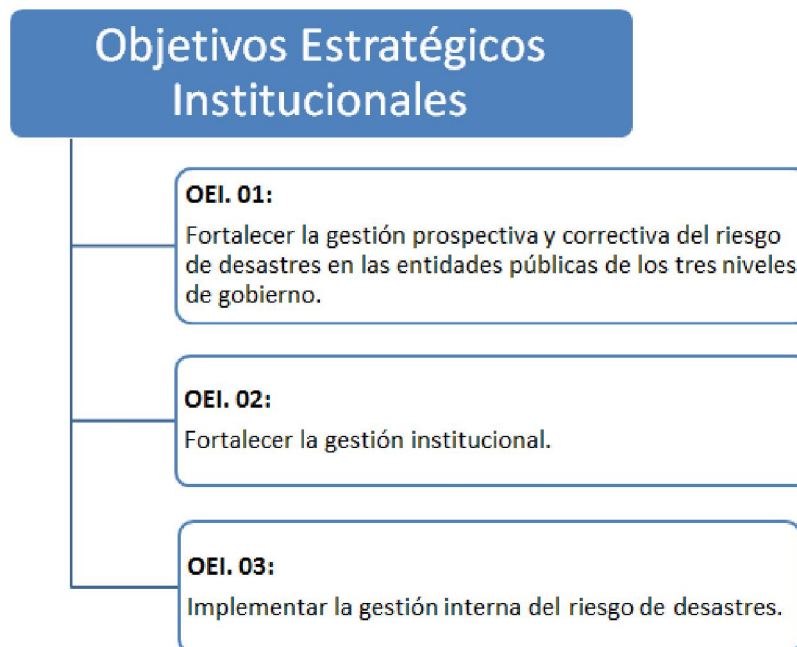 Objetivos Estratégicos
Institucionales
OEI. 01:
Fortalecer la gestión prospectiva y correctiva del riesgo
de desastres en las entidades públicas de los tres niveles
de gobierno.
OEI. 02:
Fortalecer la gestión institucional.
OEI. 03:
Implementar la gestión interna del riesgo de desastres.